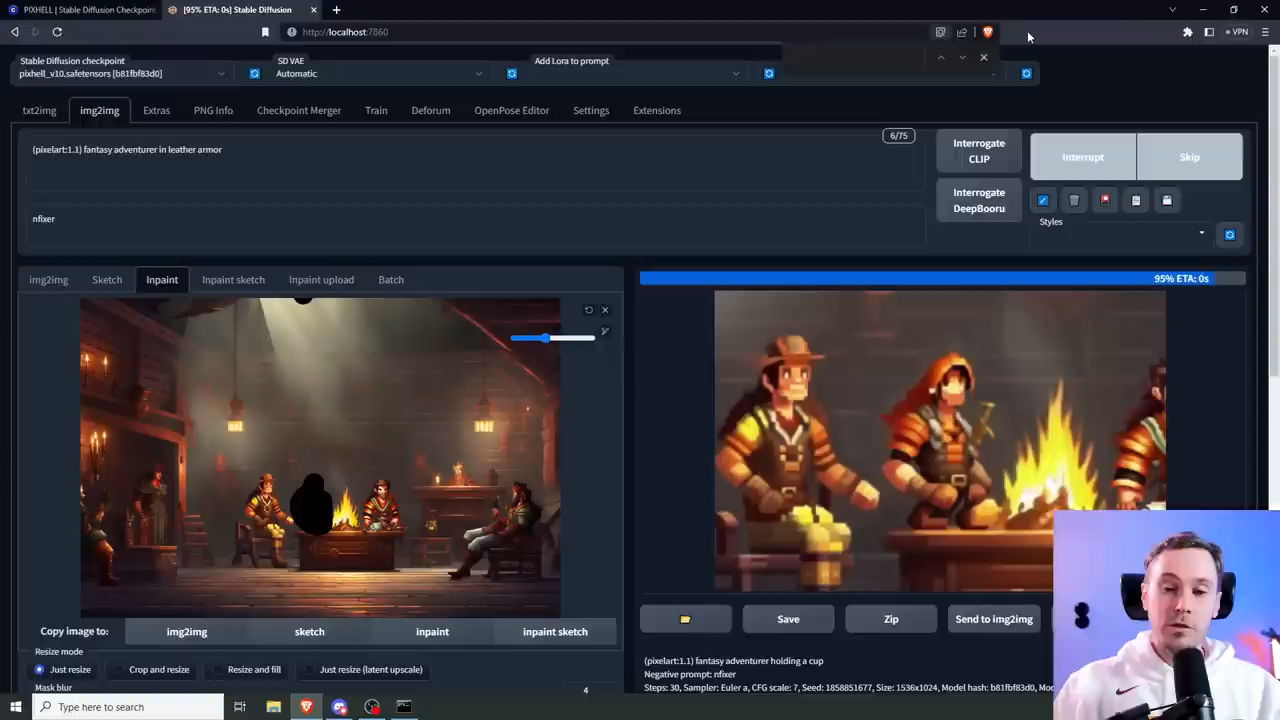 PIXHELL | Stable Diffusion Checkpoint
[95% ETA: 0s] Stable Diffusion
http://localhost:7860
VPN
Stable Diffusion checkpoint
SD VAE
Add Lora to prompt
pixhell_v10.safetensors [b81fbf83d0]
Automatic
txt2img
img2img
Extras
PNG Info
Checkpoint Merger
Train
Deforum
OpenPose Editor
Settings
Extensions
6/75
(pixelart:1.1) fantasy adventurer in leather armor
Interrogate CLIP
Interrupt
Skip
Interrogate DeepBooru
nfixer
Styles
img2img
Sketch
Inpaint
Inpaint sketch
Inpaint upload
Batch
95% ETA: 0s
Save
Zip
Send to img2img
Copy image to:
img2img
sketch
inpaint
inpaint sketch
Resize mode
Just resize
Crop and resize
Resize and fill
Just resize (latent upscale)
Mask blur
4
(pixelart:1.1) fantasy adventurer holding a cup
Negative prompt: nfixer
Steps: 30, Sampler: Euler a, CFG scale: 7, Seed: 1858851677, Size: 1536x1024, Model hash: b81fbf83d0, Mo
Type here to search